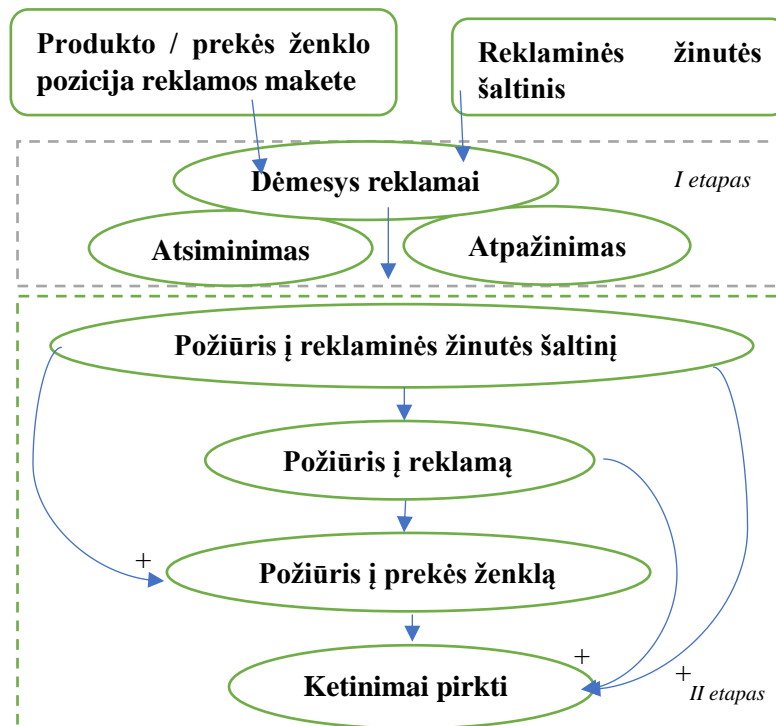 Produkto / prekės ženklo
pozicija reklamos makete
Reklaminės žinutės
šaltinis
Dėmesys reklamai
I etapas
Atsiminimas
Atpažinimas
Požiūris į reklaminės žinutės šaltinį
Požiūris į reklamą
+
Požiūris į prekės ženklą
+
+
Ketinimai pirkti
II etapas